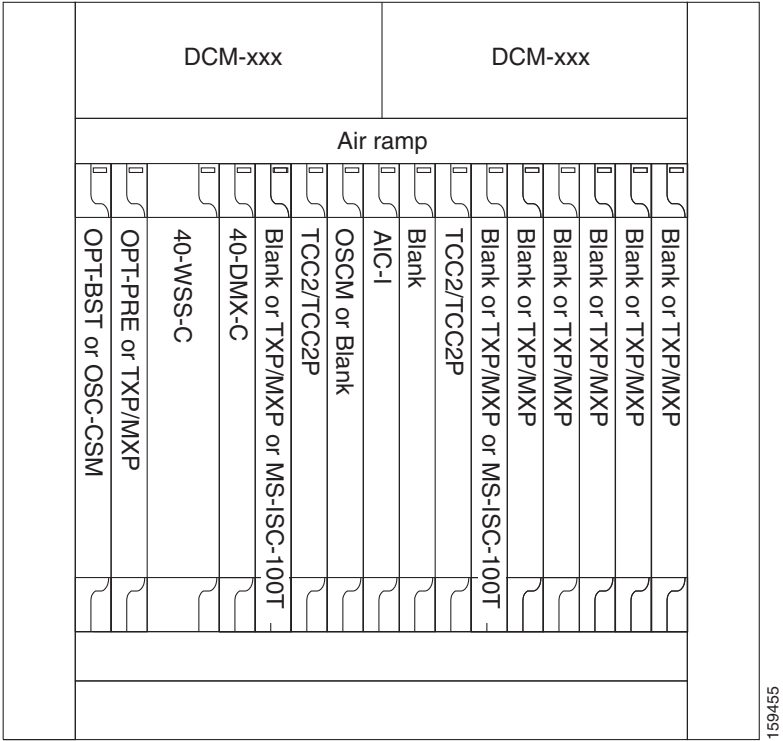 DCM-xxx
DCM-xxx
Air ramp
OPT-BST or OSC-CSM
OPT-PRE or TXP/MXP
40-WSS-C
40-DMX-C
Blank or TXP/MXP or MS-ISC-100T
TCC2/TCC2P
OSCM or Blank
AIC-I
Blank
TCC2/TCC2P
Blank or TXP/MXP or MS-ISC-100T
Blank or TXP/MXP
Blank or TXP/MXP
Blank or TXP/MXP
Blank or TXP/MXP
Blank or TXP/MXP
159455